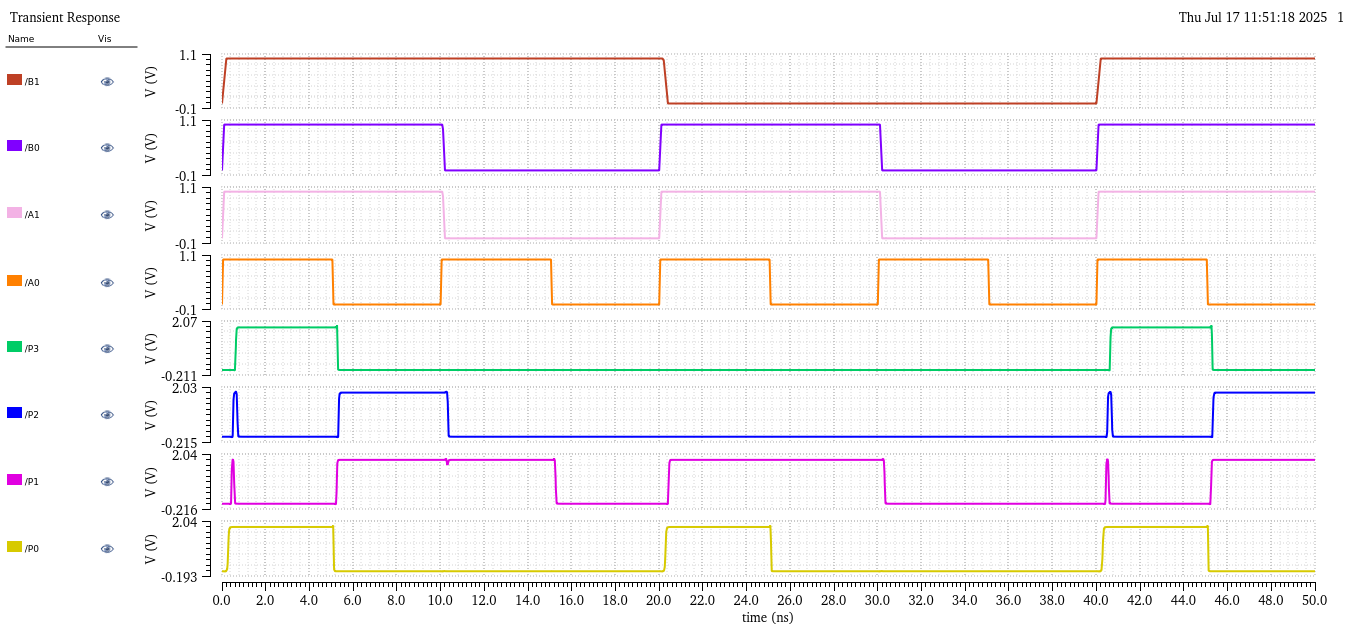 Transient Response
Thu Jul 17 11:51:18 2025 1
Name Vis
/B1
V (V)
1.1
-0.1
/B0
V (V)
1.1
-0.1
/A1
V (V)
1.1
-0.1
/A0
V (V)
1.1
-0.1
/P3
V (V)
2.07
-0.211
/P2
V (V)
2.03
-0.215
/P1
V (V)
2.04
-0.216
/P0
V (V)
2.04
-0.193
0.0 2.0 4.0 6.0 8.0 10.0 12.0 14.0 16.0 18.0 20.0 22.0 24.0 26.0 28.0 30.0 32.0 34.0 36.0 38.0 40.0 42.0 44.0 46.0 48.0 50.0
time (ns)